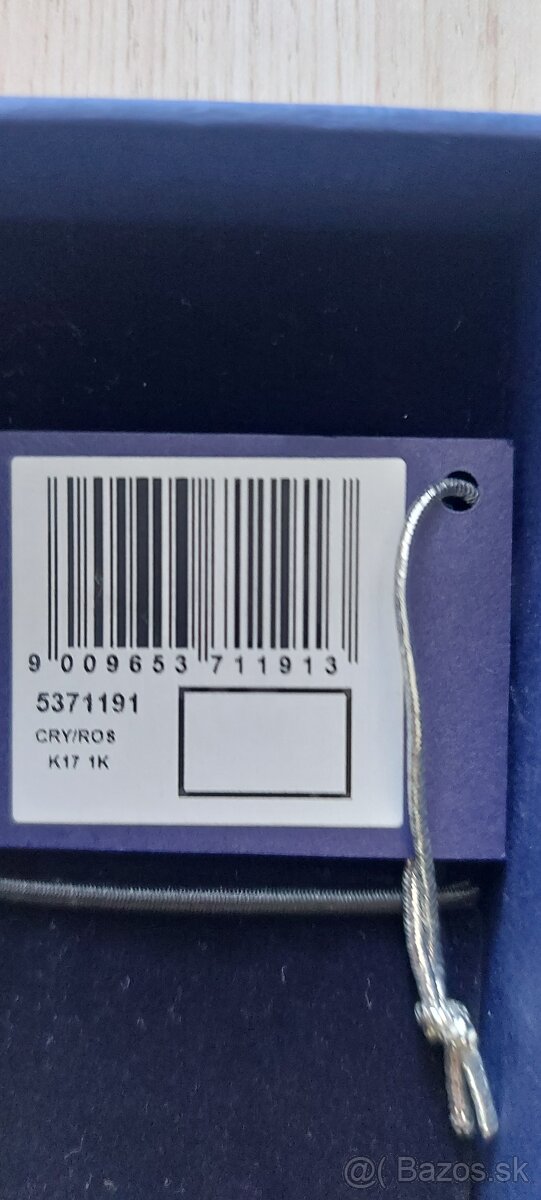 9 009653 711913
5371191
CRY/ROS
K17 1K
@( Bazos.sk